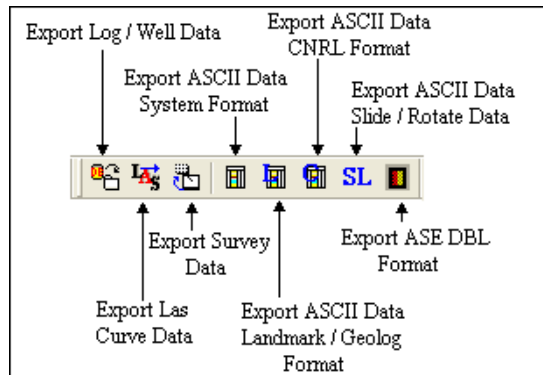 Export Log / Well Data
Export ASCII Data
CNRL Format
Export ASCII Data
System Format
Export ASCII Data
Slide / Rotate Data
LAS
L
C
SL
Export Survey
Data
Export ASE DBL
Format
Export Las
Curve Data
Export ASCII Data
Landmark / Geolog
Format